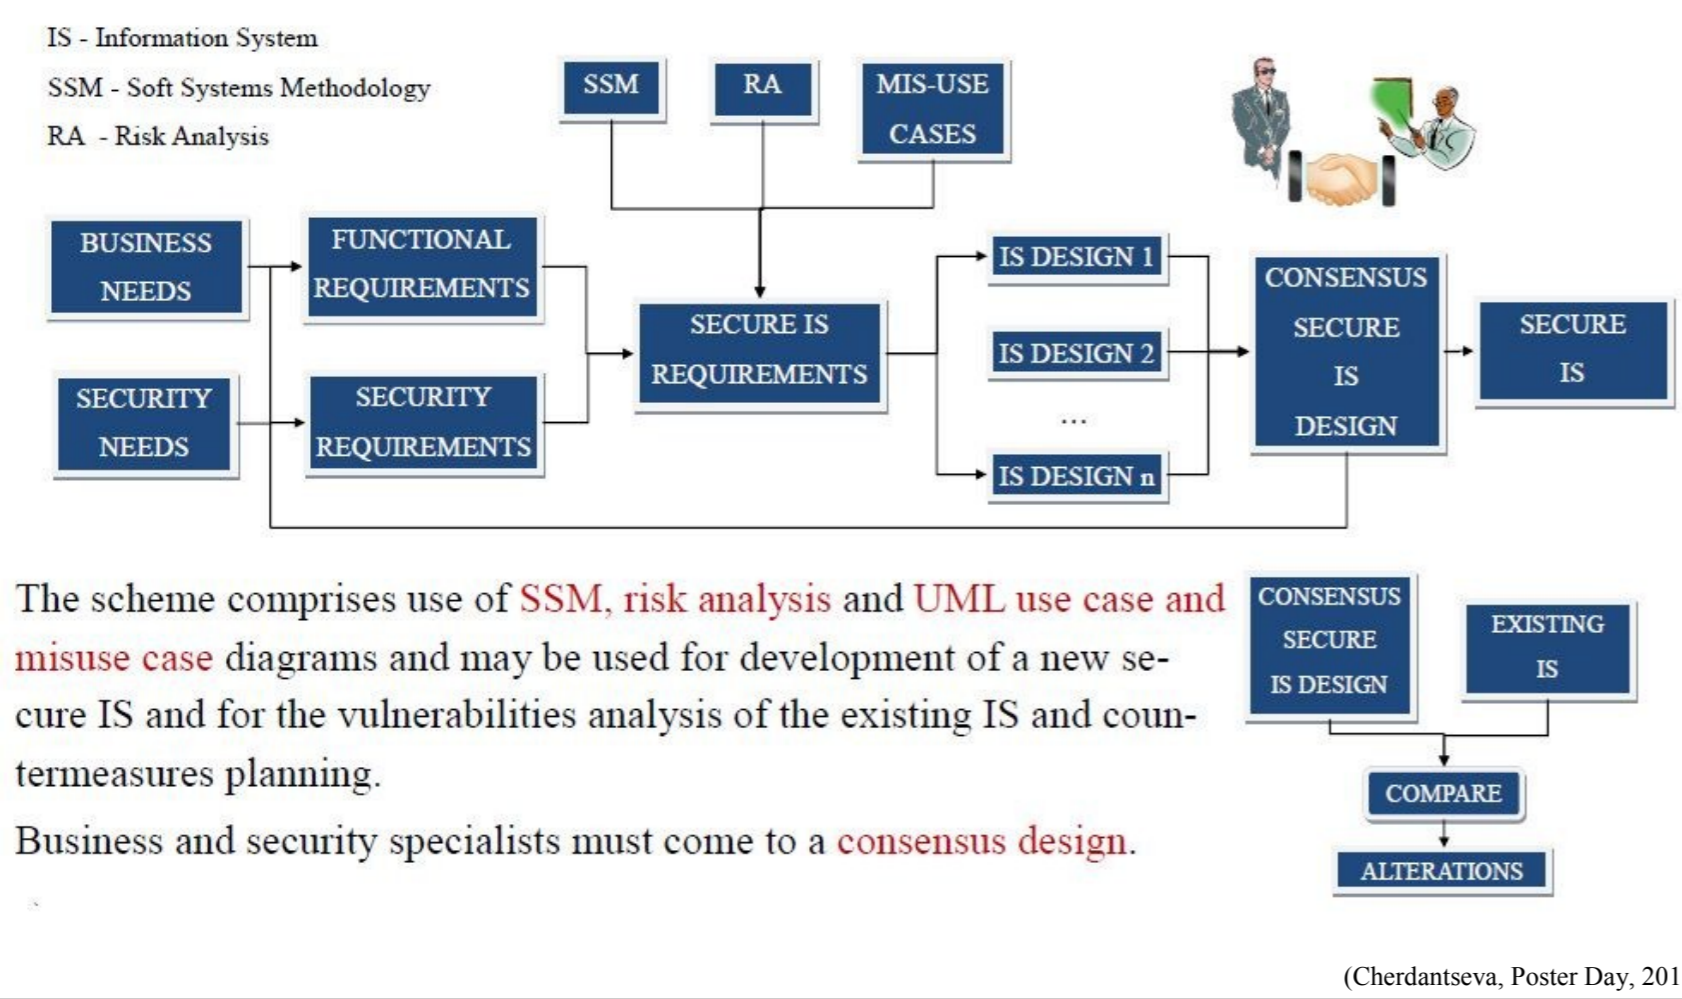 IS - Information System
SSM - Soft Systems Methodology
RA - Risk Analysis
SSM
RA
MIS-USE
CASES
BUSINESS
NEEDS
FUNCTIONAL
REQUIREMENTS
SECURITY
NEEDS
SECURITY
REQUIREMENTS
SECURE IS
REQUIREMENTS
IS DESIGN 1
IS DESIGN 2
...
IS DESIGN n
CONSENSUS
SECURE
IS
DESIGN
SECURE
IS
The scheme comprises use of SSM, risk analysis and UML use case and
misuse case diagrams and may be used for development of a new se-
cure IS and for the vulnerabilities analysis of the existing IS and coun-
termeasures planning.
Business and security specialists must come to a consensus design.
CONSENSUS
SECURE
IS DESIGN
EXISTING
IS
COMPARE
ALTERATIONS
(Cherdantseva, Poster Day, 201